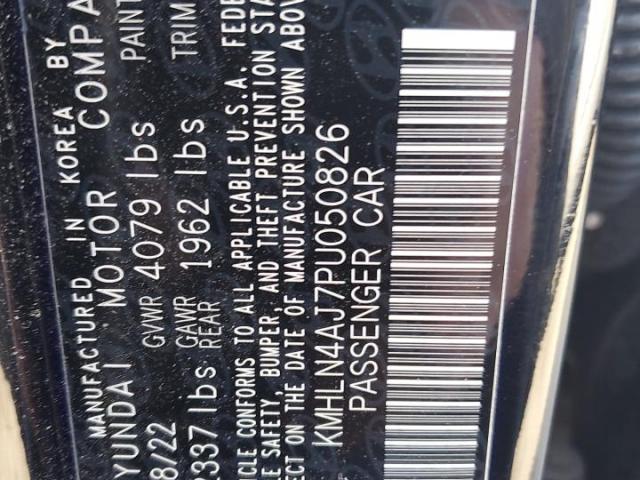 MANUFACTURED IN KOREA BY
YUNDAI MOTOR COMPA
8/22 GVWR 4079 lbs PAINT
2337 lbs GAWR REAR 1962 lbs TRIM
ICLE CONFORMS TO ALL APPLICABLE U.S.A. FEDE
LE SAFETY, BUMPER, AND THEFT PREVENTION STA
ECT ON THE DATE OF MANUFACTURE SHOWN ABOV
KMHLN4AJ7PU050826
PASSENGER CAR